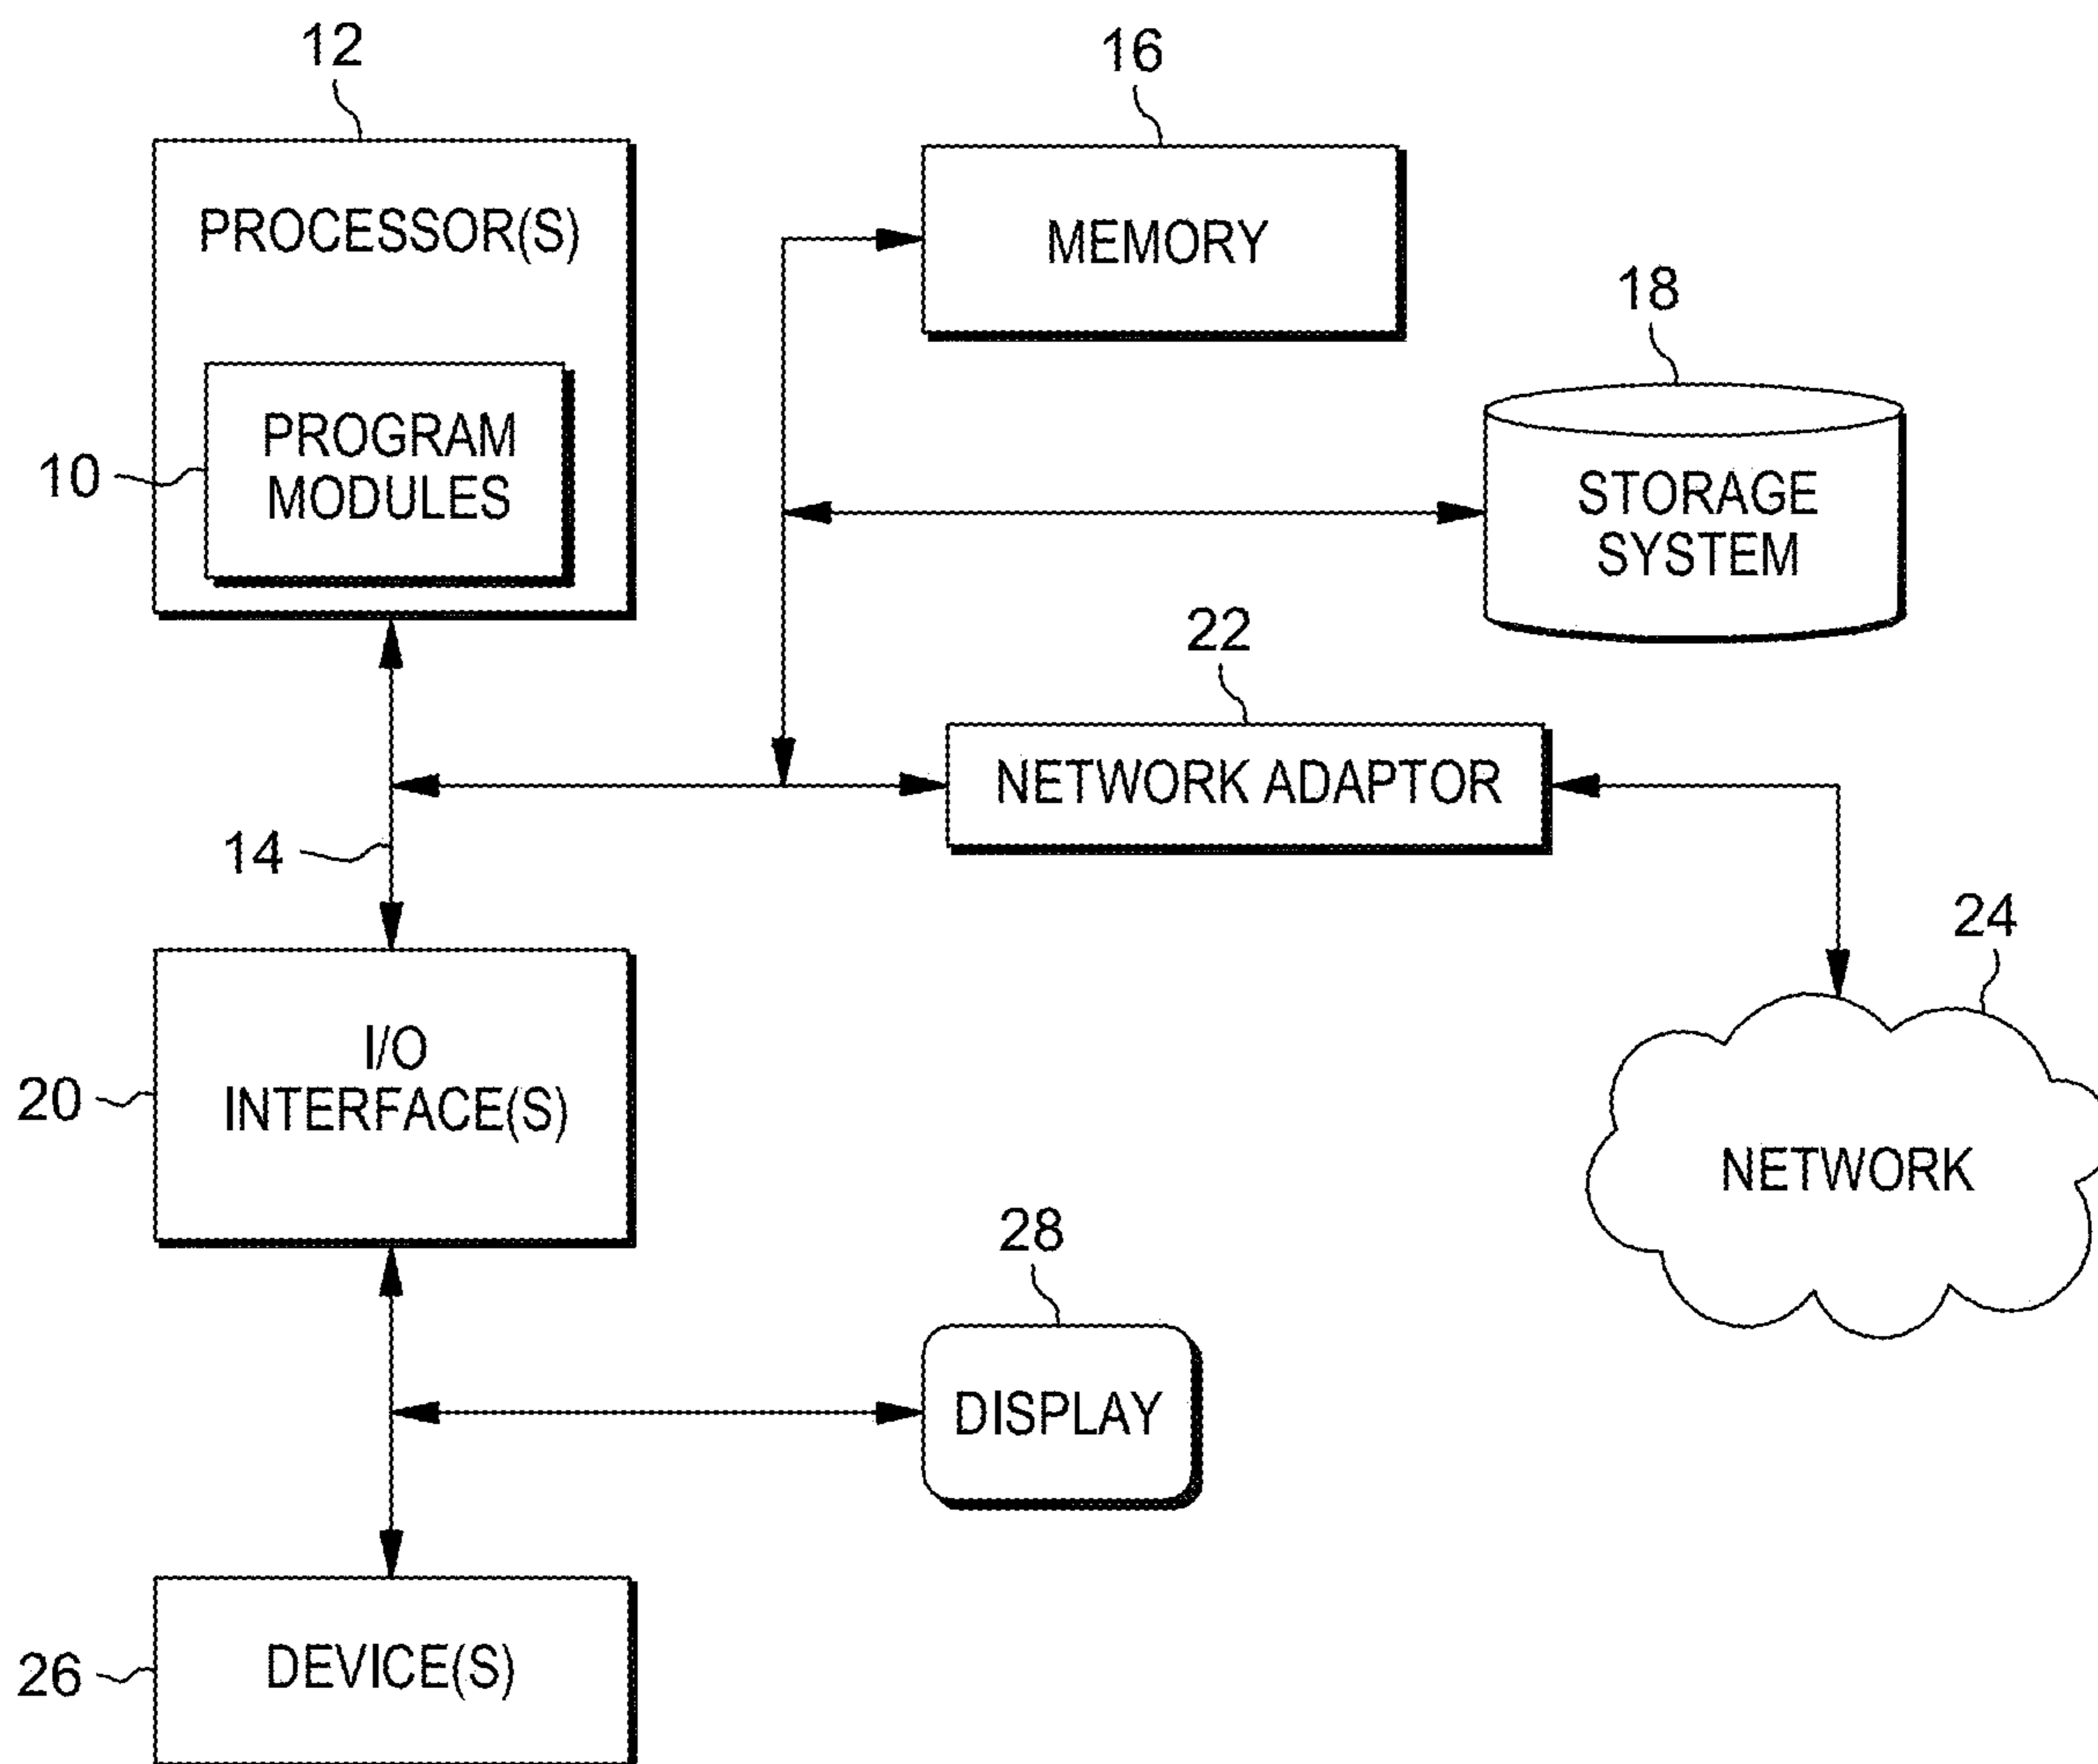 12
PROCESSOR(S)
10
PROGRAM
MODULES
16
MEMORY
18
STORAGE
SYSTEM
22
NETWORK ADAPTOR
14
24
NETWORK
20
I/O
INTERFACE(S)
28
DISPLAY
26
DEVICE(S)